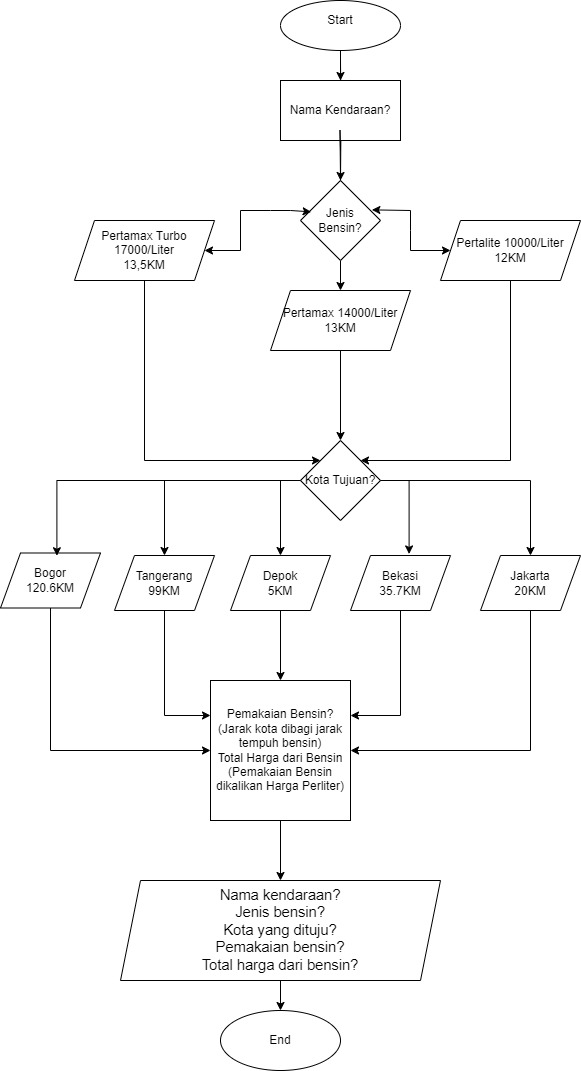 Start
Nama Kendaraan?
Jenis
Bensin?
Pertamax Turbo
17000/Liter
13,5KM
Pertamax 14000/Liter
13KM
Pertalite 10000/Liter
12KM
Kota Tujuan?
Bogor
120.6KM
Tangerang
99KM
Depok
5KM
Bekasi
35.7KM
Jakarta
20KM
Pemakaian Bensin?
(Jarak kota dibagi jarak
tempuh bensin)
Total Harga dari Bensin
(Pemakaian Bensin
dikalikan Harga Perliter)
Nama kendaraan?
Jenis bensin?
Kota yang dituju?
Pemakaian bensin?
Total harga dari bensin?
End